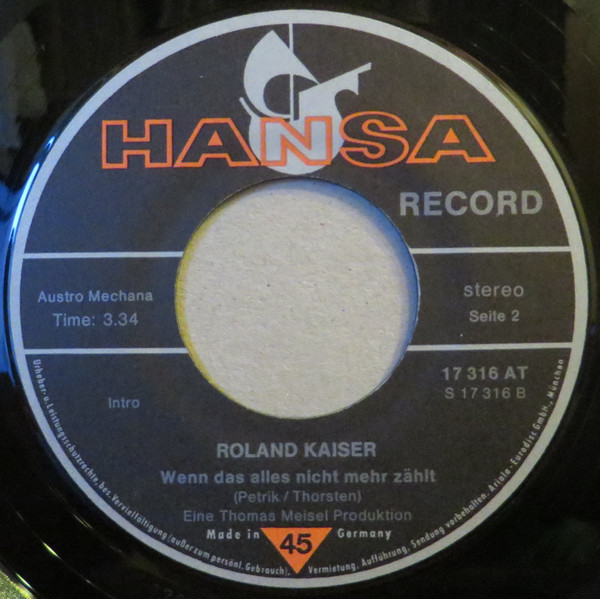 HANSA
RECORD
Austro Mechana
Time: 3.34
stereo
Seite 2
17 316 AT
S 17 316 B
Intro
ROLAND KAISER
Wenn das alles nicht mehr zählt
(Petrik / Thorsten)
Eine Thomas Meisel Produktion
Made in Germany
45
Urheber- u. Leistungsschutzrechte, bes. Vervielfältigung (außer zum persönl. Gebrauch), Vermietung, Aufführung, Sendung vorbehalten. Ariola-Eurodisc GmbH., München